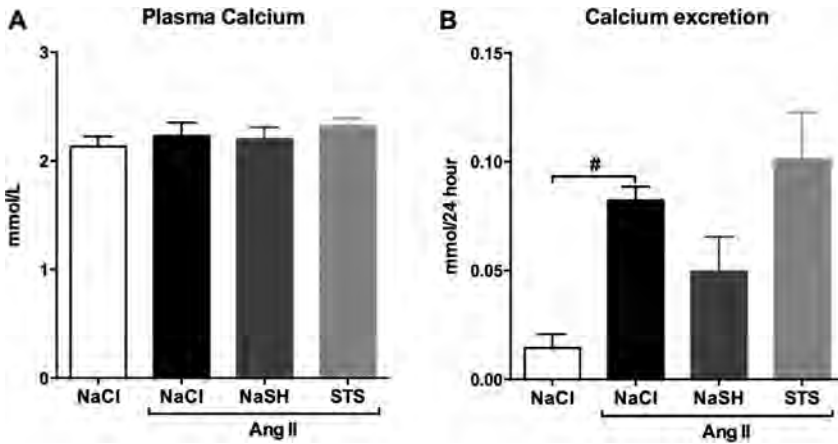 A
Plasma Calcium
mmol/L
3
2
1
0
NaCl
NaCl
NaSH
STS
Ang II
B
Calcium excretion
mmol/24 hour
0.15
0.10
0.05
0.00
#
NaCl
NaCl
NaSH
STS
Ang II